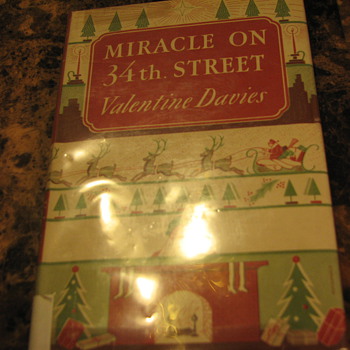 MIRACLE ON
34th. STREET
Valentine Davies